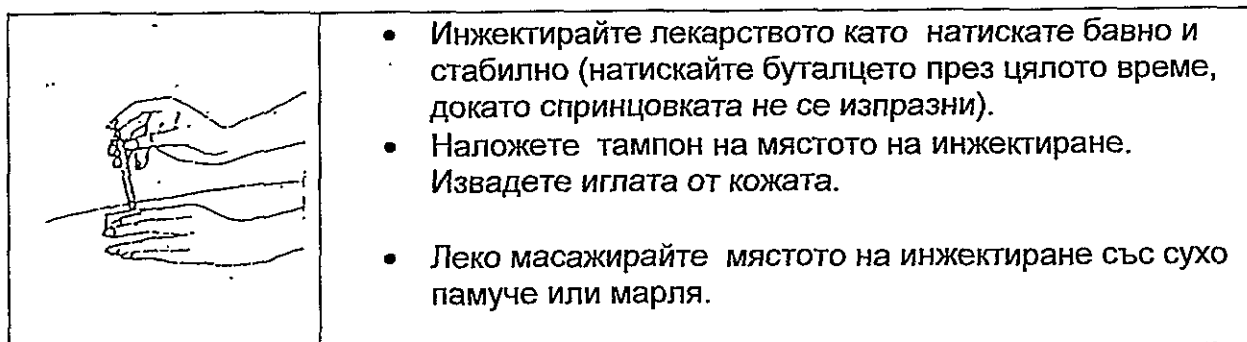 • Инжектирайте лекарството като натискате бавно и
стабилно (натискайте буталцето през цялото време,
докато спринцовката не се изпразни).
• Наложете тампон на мястото на инжектиране.
Извадете иглата от кожата.
• Леко масажирайте мястото на инжектиране със сухо
памуче или марля.